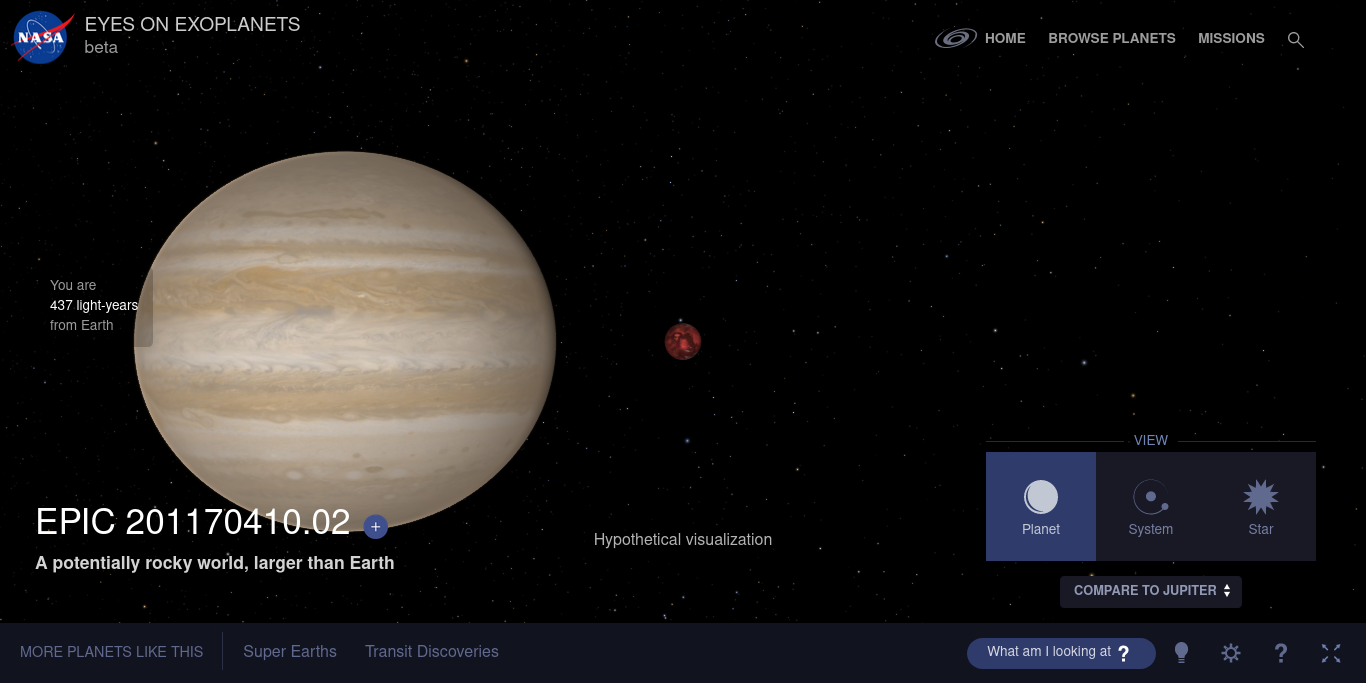 NASA
EYES ON EXOPLANETS
beta
HOME
BROWSE PLANETS
MISSIONS
You are
437 light-years
from Earth
EPIC 201170410.02
+
A potentially rocky world, larger than Earth
Hypothetical visualization
VIEW
Planet
System
Star
COMPARE TO JUPITER
MORE PLANETS LIKE THIS
Super Earths
Transit Discoveries
What am I looking at ?
?